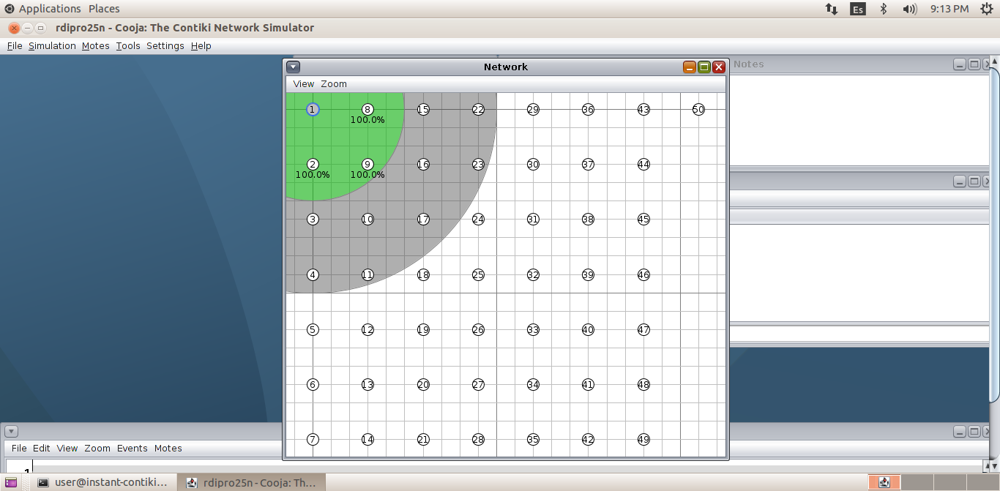 Applications Places Es 9:13 PM
rdipro25n - Cooja: The Contiki Network Simulator
File Simulation Motes Tools Settings Help
Network
Notes
View Zoom
1 8 15 22 29 36 43 50
100.0%
2 9 16 23 30 37 44
100.0% 100.0%
3 10 17 24 31 38 45
4 11 18 25 32 39 46
5 12 19 26 33 40 47
6 13 20 27 34 41 48
7 14 21 28 35 42 49
File Edit View Zoom Events Motes
1
user@instant-contiki... rdipro25n - Cooja: Th...